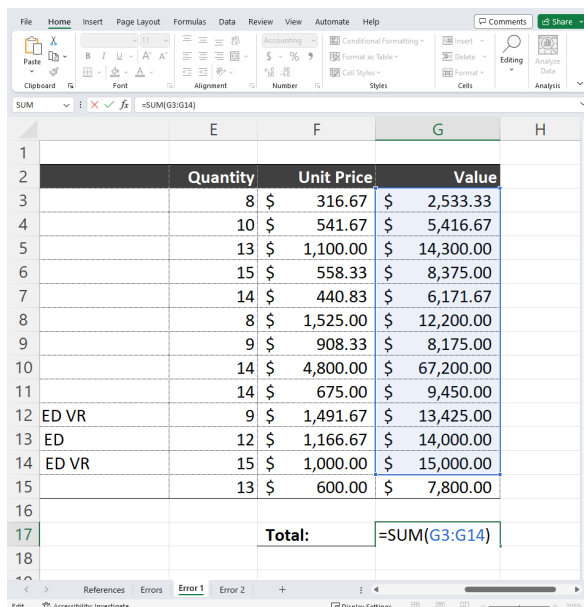 File Home Insert Page Layout Formulas Data Review View Automate Help Comments Share
Paste 11 A A Accounting Conditional Formatting Insert Editing Analyze Data
B I U $ % 9 Format as Table Delete
A Cell Styles Format
Clipboard Font Alignment Number Styles Cells Analysis
SUM fx =SUM(G3:G14)
E F G H
1
2 Quantity Unit Price Value
3 8 $ 316.67 $ 2,533.33
4 10 $ 541.67 $ 5,416.67
5 13 $ 1,100.00 $ 14,300.00
6 15 $ 558.33 $ 8,375.00
7 14 $ 440.83 $ 6,171.67
8 8 $ 1,525.00 $ 12,200.00
9 9 $ 908.33 $ 8,175.00
10 14 $ 4,800.00 $ 67,200.00
11 14 $ 675.00 $ 9,450.00
12 ED VR 9 $ 1,491.67 $ 13,425.00
13 ED 12 $ 1,166.67 $ 14,000.00
14 ED VR 15 $ 1,000.00 $ 15,000.00
15 13 $ 600.00 $ 7,800.00
16
17 Total: =SUM(G3:G14)
18
References Errors Error 1 Error 2 +
Edit Accessibility: Investigate Display Settings